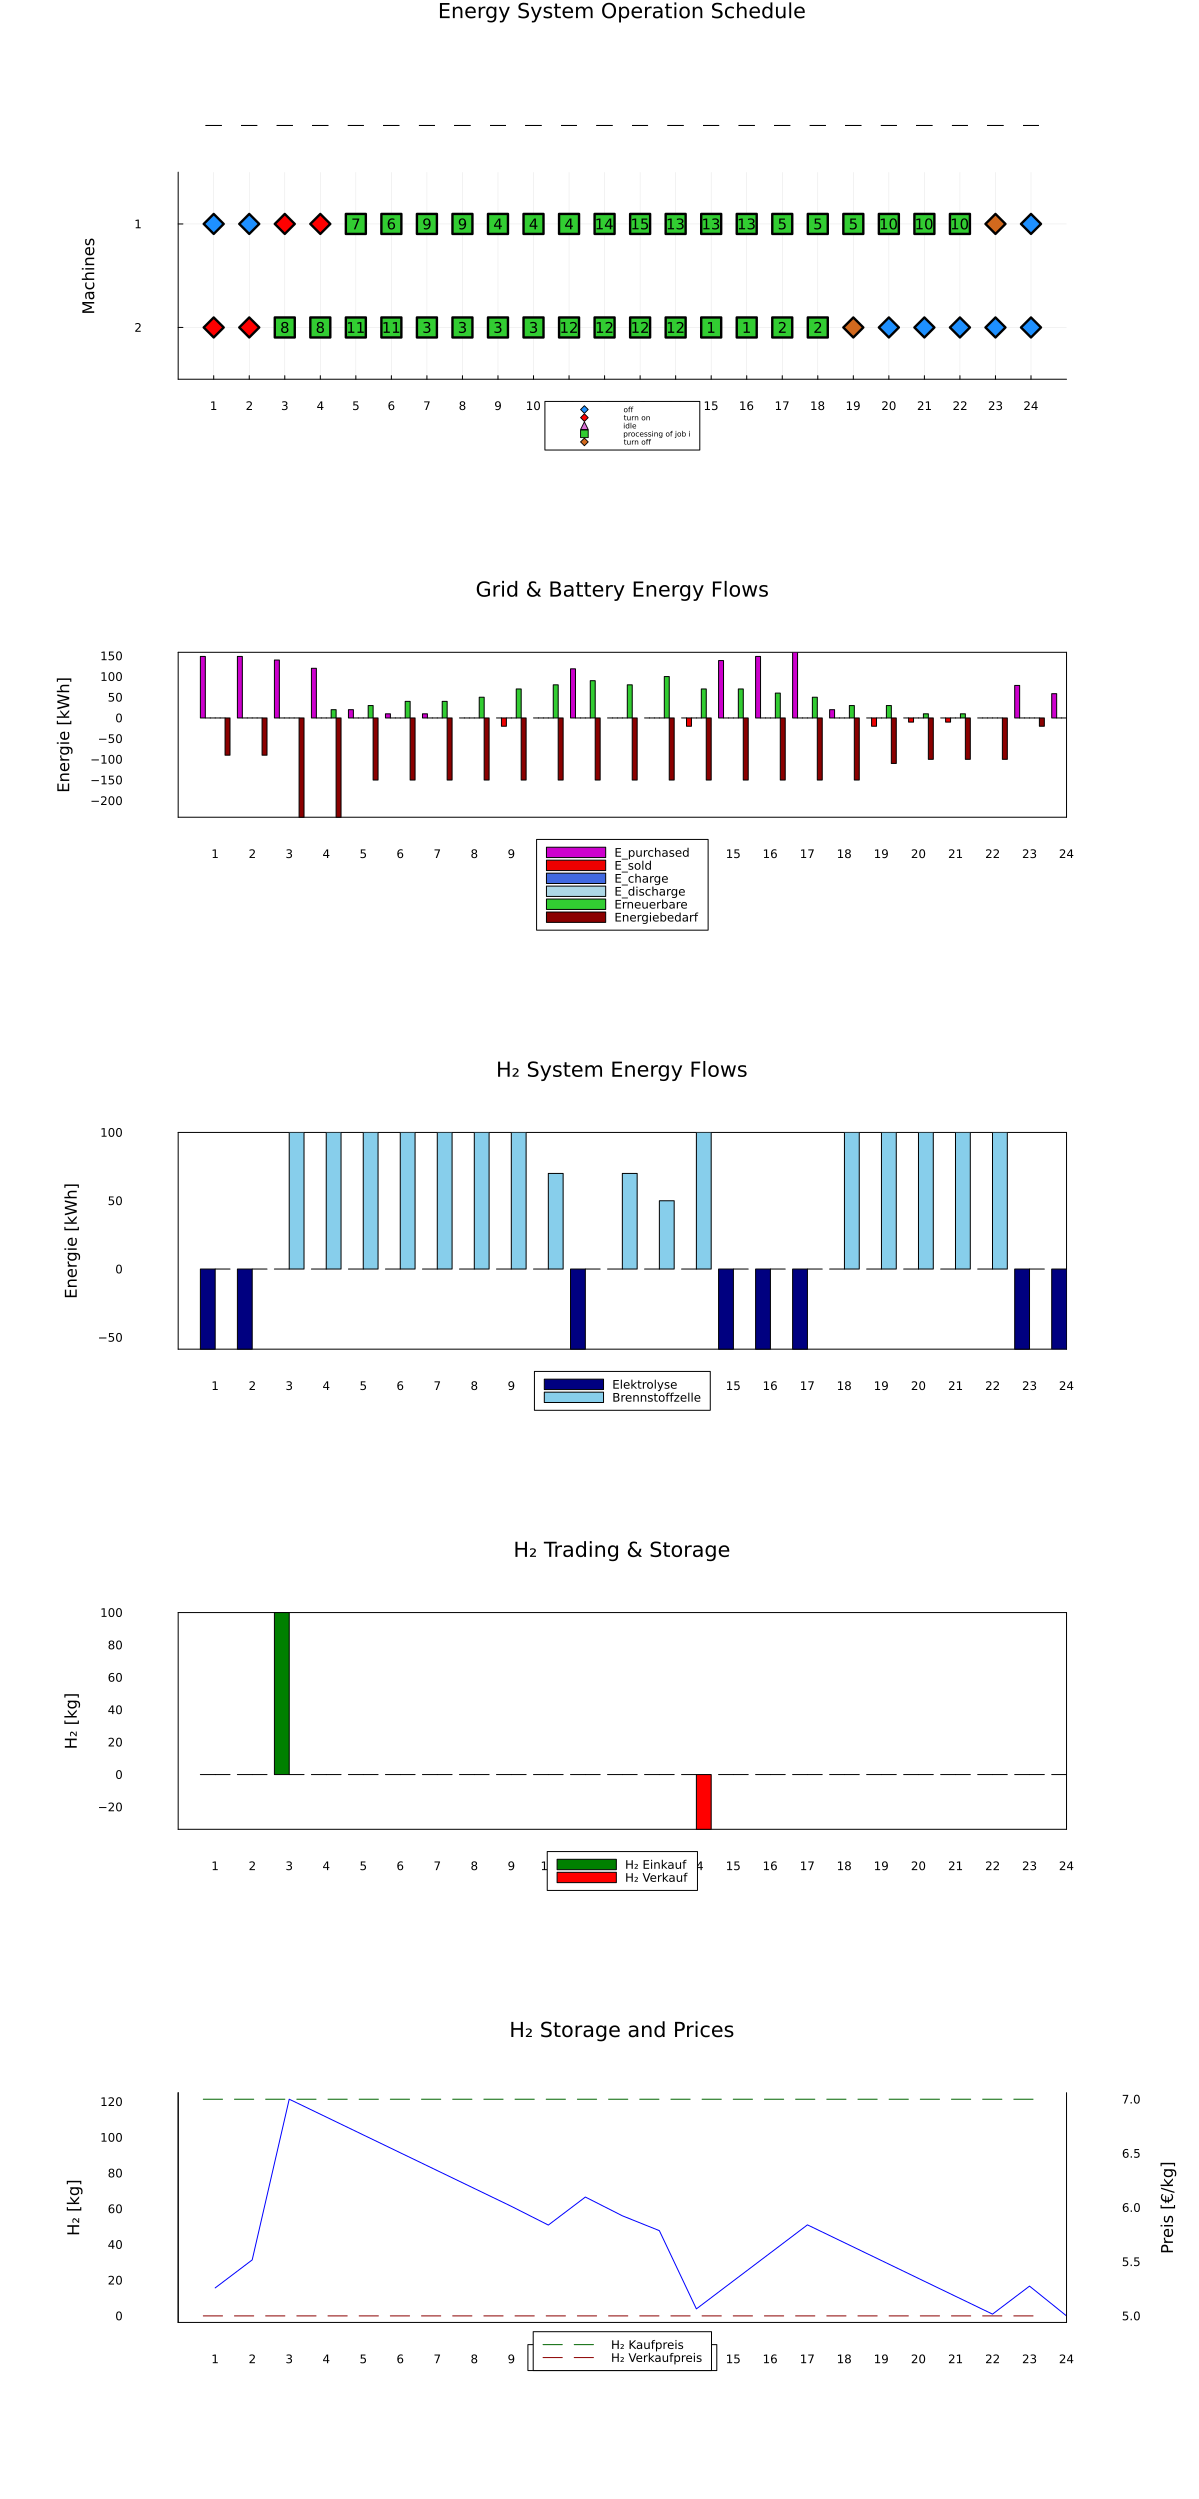 Energy System Operation Schedule
Machines
1
7 6 9 9 4 4 4 14 15 13 13 13 5 5 5 10 10 10
2
8 8 11 11 3 3 3 3 12 12 12 12 1 1 2 2
1 2 3 4 5 6 7 8 9 10 15 16 17 18 19 20 21 22 23 24
off
turn on
idle
processing of job i
turn off
Grid & Battery Energy Flows
Energie [kWh]
150
100
50
0
−50
−100
−150
−200
1 2 3 4 5 6 7 8 9 15 16 17 18 19 20 21 22 23 24
E_purchased
E_sold
E_charge
E_discharge
Erneuerbare
Energiebedarf
H₂ System Energy Flows
Energie [kWh]
100
50
0
−50
1 2 3 4 5 6 7 8 9 15 16 17 18 19 20 21 22 23 24
Elektrolyse
Brennstoffzelle
H₂ Trading & Storage
H₂ [kg]
100
80
60
40
20
0
−20
1 2 3 4 5 6 7 8 9 1 4 15 16 17 18 19 20 21 22 23 24
H₂ Einkauf
H₂ Verkauf
H₂ Storage and Prices
H₂ [kg]
120
100
80
60
40
20
0
7.0
6.5
6.0
5.5
5.0
Preis [€/kg]
1 2 3 4 5 6 7 8 9 15 16 17 18 19 20 21 22 23 24
H₂ Kaufpreis
H₂ Verkaufpreis